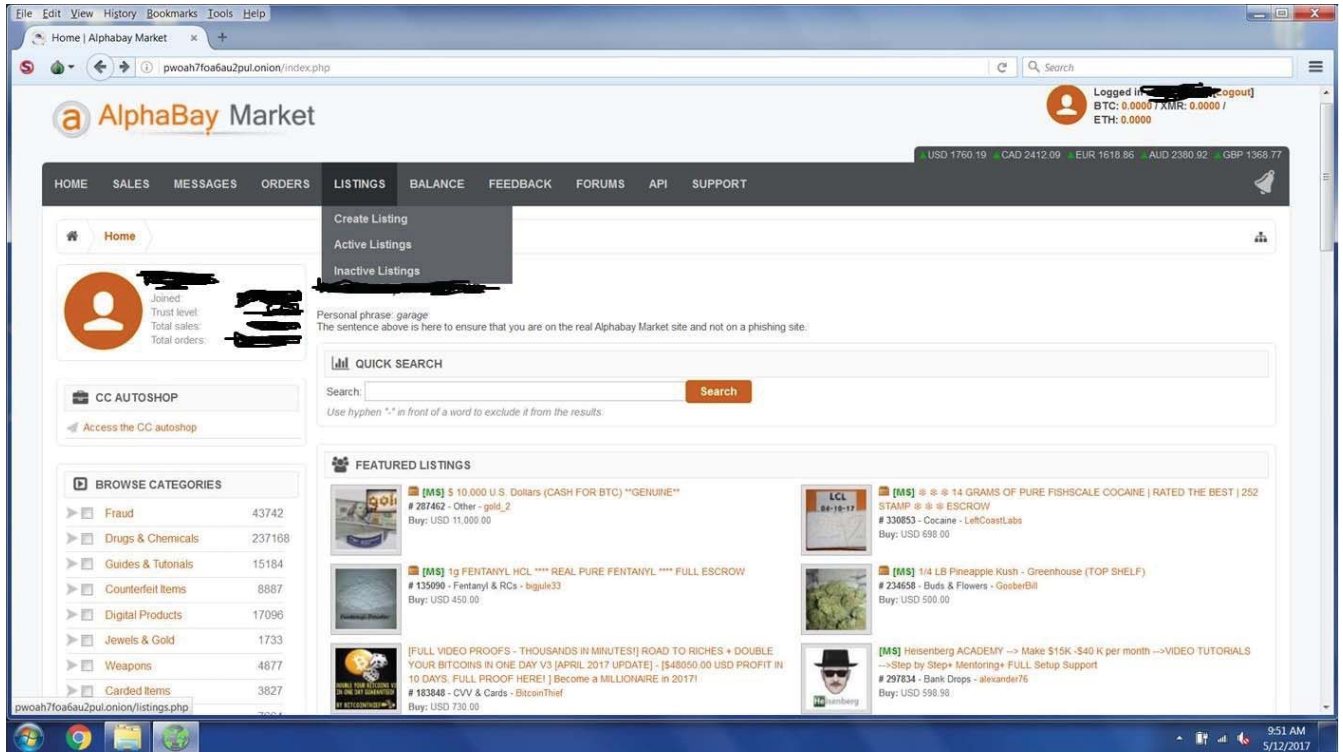 File Edit View History Bookmarks Tools Help
Home | Alphabay Market
pwoah7foa6au2pul.onion/index.php
Search
AlphaBay Market
Logged in [Logout]
BTC: 0.0000 / XMR: 0.0000 /
ETH: 0.0000
USD 1760.19 CAD 2412.09 EUR 1618.86 AUD 2380.92 GBP 1368.77
HOME SALES MESSAGES ORDERS LISTINGS BALANCE FEEDBACK FORUMS API SUPPORT
Create Listing
Active Listings
Inactive Listings
Home
Joined:
Trust level:
Total sales:
Total orders:
Personal phrase: garage
The sentence above is here to ensure that you are on the real Alphabay Market site and not on a phishing site.
QUICK SEARCH
Search: Search
Use hyphen "-" in front of a word to exclude it from the results.
CC AUTOSHOP
Access the CC autoshop
BROWSE CATEGORIES
Fraud 43742
Drugs & Chemicals 237168
Guides & Tutorials 15184
Counterfeit Items 8887
Digital Products 17096
Jewels & Gold 1733
Weapons 4877
Carded Items 3827
FEATURED LISTINGS
[MS] $ 10,000 U.S. Dollars (CASH FOR BTC) **GENUINE**
# 287462 - Other - gold_2
Buy: USD 11,000.00
LCL
04-10-17
[MS] ❄ ❄ ❄ 14 GRAMS OF PURE FISHSCALE COCAINE | RATED THE BEST | 252
STAMP ❄ ❄ ❄ ESCROW
# 330853 - Cocaine - LeftCoastLabs
Buy: USD 698.00
[MS] 1g FENTANYL HCL **** REAL PURE FENTANYL **** FULL ESCROW
# 135090 - Fentanyl & RCs - bigjule33
Buy: USD 450.00
[MS] 1/4 LB Pineapple Kush - Greenhouse (TOP SHELF)
# 234658 - Buds & Flowers - GooberBill
Buy: USD 500.00
[FULL VIDEO PROOFS - THOUSANDS IN MINUTES!] ROAD TO RICHES + DOUBLE
YOUR BITCOINS IN ONE DAY V3 [APRIL 2017 UPDATE] - [$48050.00 USD PROFIT IN
10 DAYS. FULL PROOF HERE! ] Become a MILLIONAIRE in 2017!
# 183848 - CVV & Cards - BitcoinThief
Buy: USD 730.00
Heisenberg
[MS] Heisenberg ACADEMY --> Make $15K -$40 K per month -->VIDEO TUTORIALS
-->Step by Step+ Mentoring+ FULL Setup Support
# 297834 - Bank Drops - alexander76
Buy: USD 598.98
pwoah7foa6au2pul.onion/listings.php
9:51 AM
5/12/2017